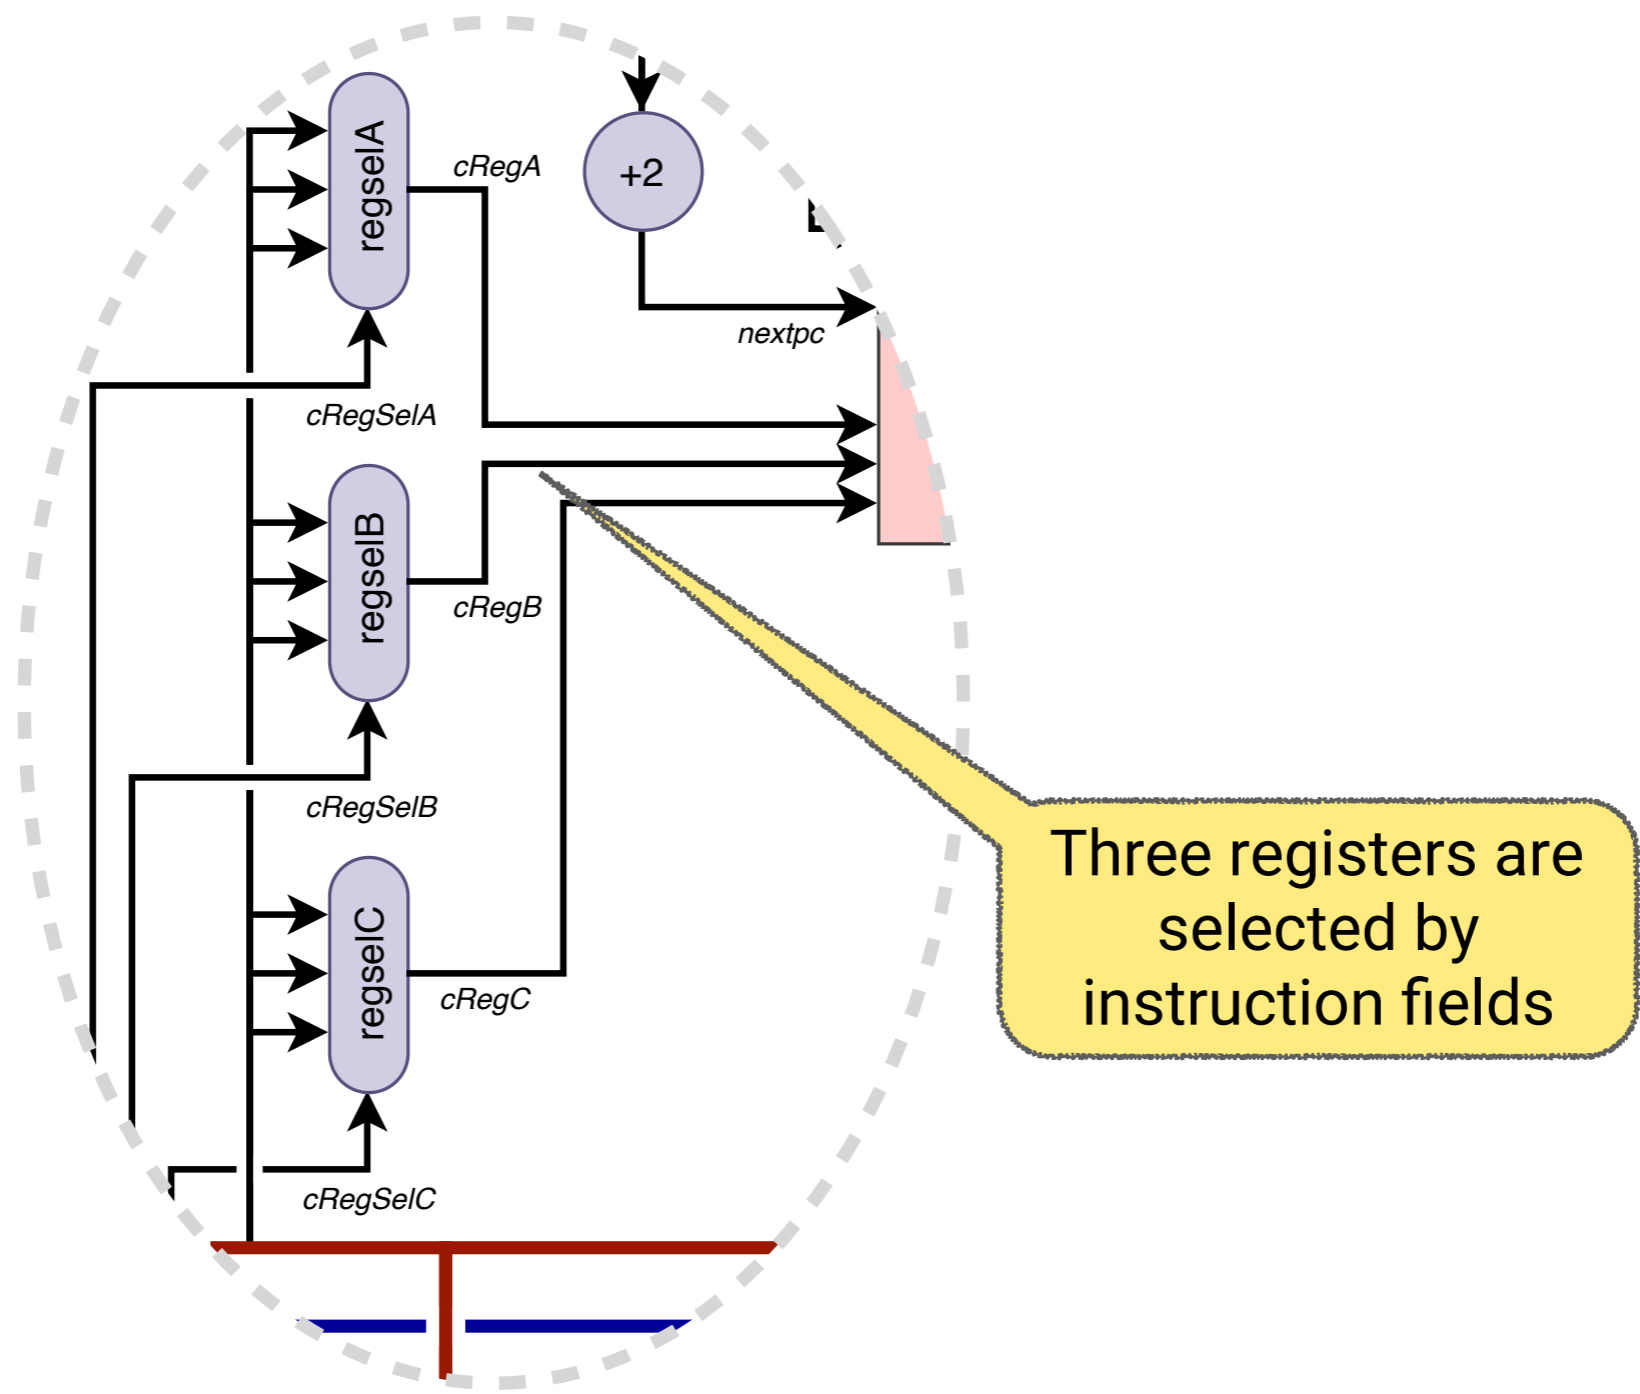 regselA
cRegA
+2
nextpc
cRegSelA
regselB
cRegB
cRegSelB
regselC
cRegC
cRegSelC
Three registers are
selected by
instruction fields